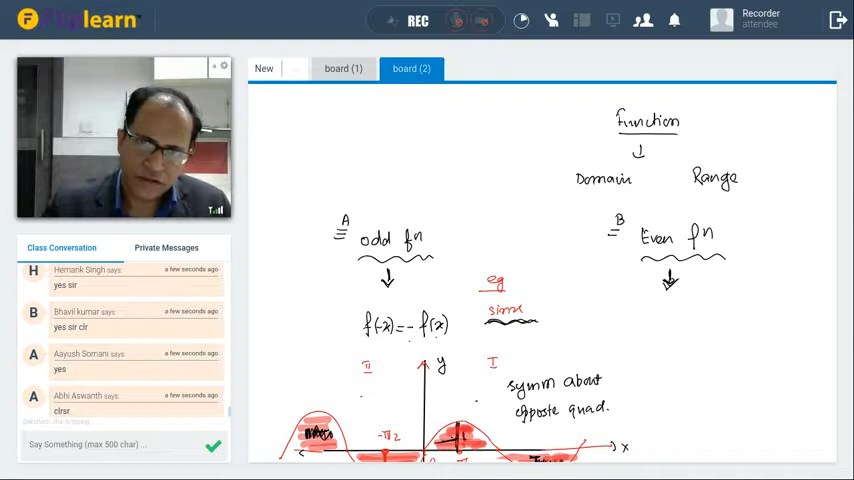 Fliplearn
REC
Recorder
attendee
New
board (1)
board (2)
Class Conversation
Private Messages
H
Hemank Singh says:
a few seconds ago
yes sir
B
Bhavil kumar says:
a few seconds ago
yes sir clr
A
Aayush Somani says:
a few seconds ago
yes
A
Abhi Aswanth says:
a few seconds ago
clrsr
Say Something (max 500 char) ...
Function
Domain
Range
A
odd fn
B
Even fn
eg
sinx
f(-x) = - f(x)
II
y
I
symm about
opposte quad.
-π/2
x